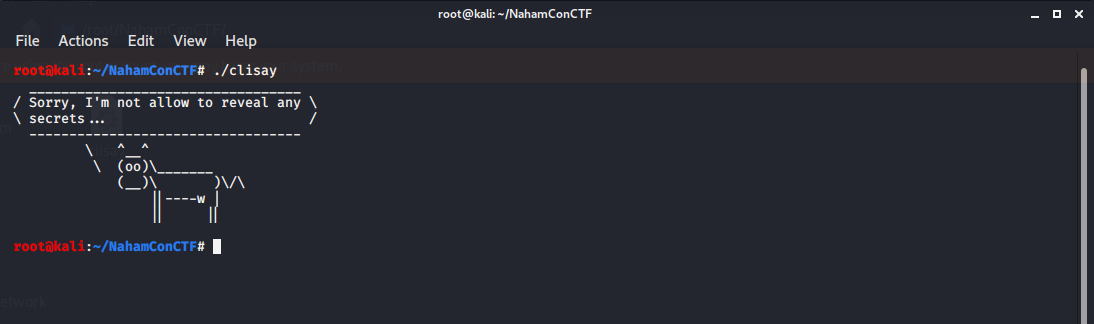 root@kali: ~/NahamConCTF
File Actions Edit View Help
root@kali:~/NahamConCTF# ./clisay
 __________________________________
/ Sorry, I'm not allow to reveal any \
\ secrets...                         /
 ----------------------------------
        \   ^__^
         \  (oo)\_______
            (__)\       )\/\
                ||----w |
                ||     ||
root@kali:~/NahamConCTF#
etwork